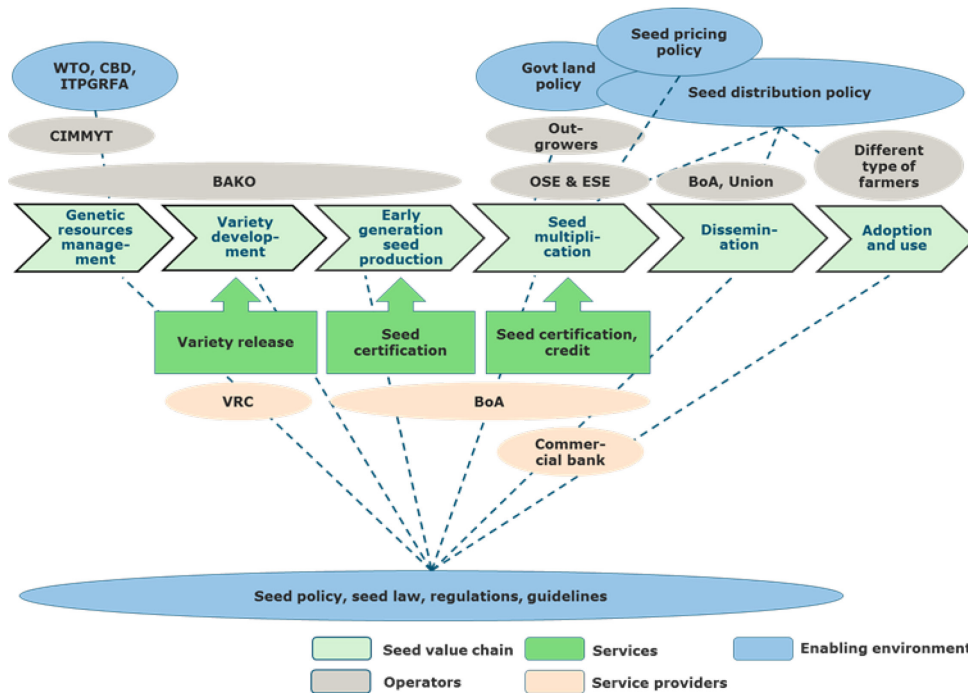 Seed pricing
policy
WTO, CBD,
ITPGRFA
Govt land
policy
Seed distribution policy
CIMMYT
Out-
growers
Different
type of
farmers
BAKO
OSE & ESE
BoA, Union
Genetic
resources
manage-
ment
Variety
develop-
ment
Early
generation
seed
production
Seed
multipli-
cation
Dissemin-
ation
Adoption
and use
Variety release
Seed
certification
Seed certification,
credit
VRC
BoA
Commer-
cial bank
Seed policy, seed law, regulations, guidelines
Seed value chain
Services
Enabling environment
Operators
Service providers